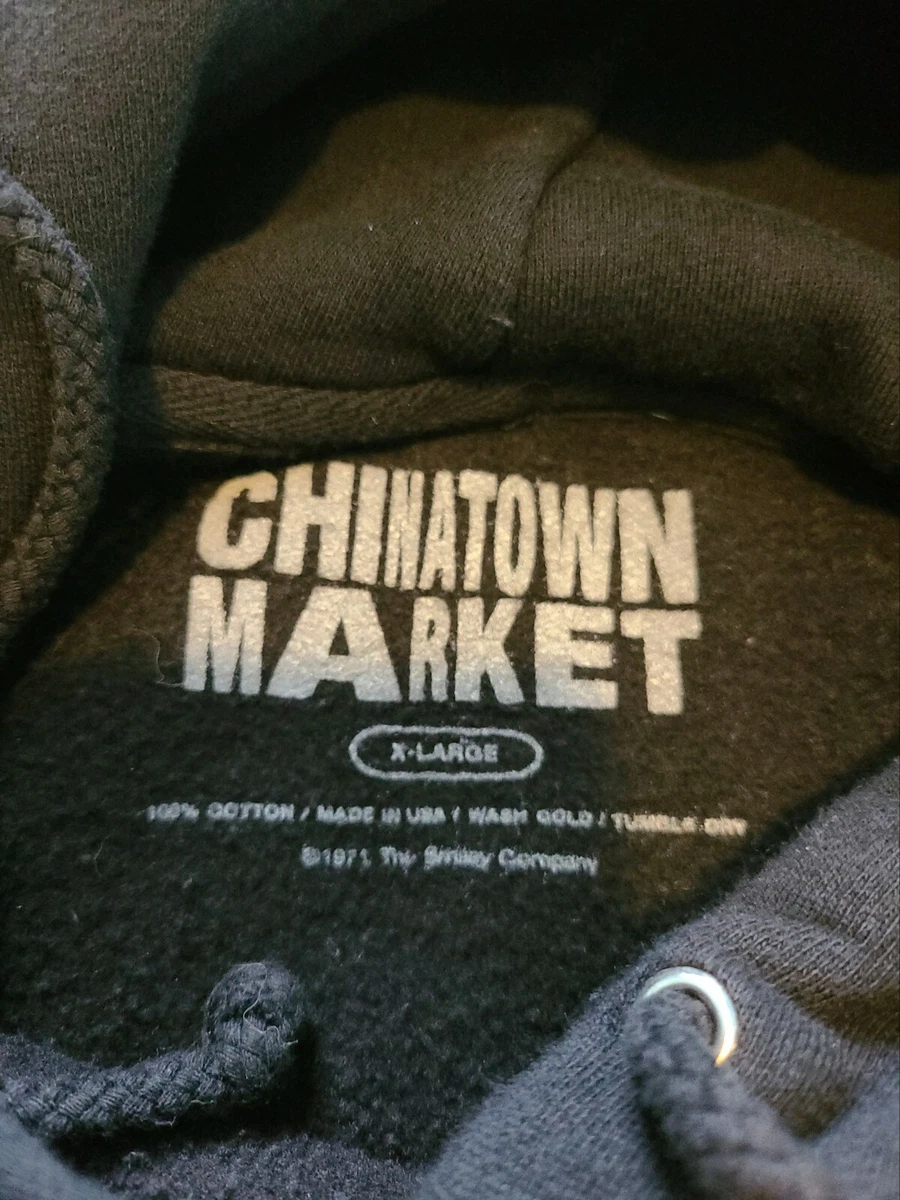 CHINATOWN
MARKET
X-LARGE
100% COTTON / MADE IN USA / WASH COLD / TUMBLE DRY
©1971 The Smiley Company